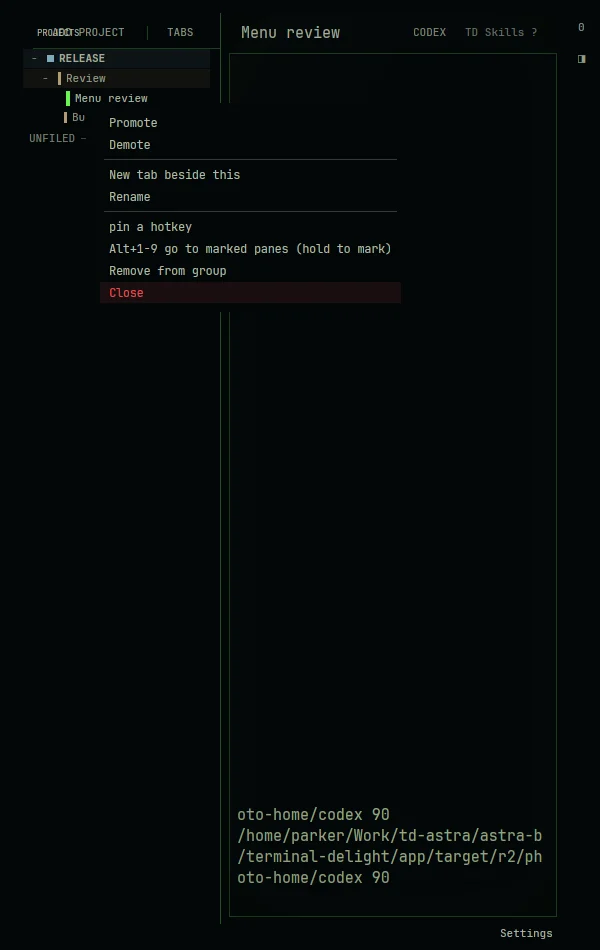 PROJECTS ADD PROJECT TABS Menu review CODEX TD Skills ? 0
- RELEASE
- Review
Menu review
Bu
UNFILED -
Promote
Demote
New tab beside this
Rename
pin a hotkey
Alt+1-9 go to marked panes (hold to mark)
Remove from group
Close
oto-home/codex 90
/home/parker/Work/td-astra/astra-b
/terminal-delight/app/target/r2/ph
oto-home/codex 90
Settings